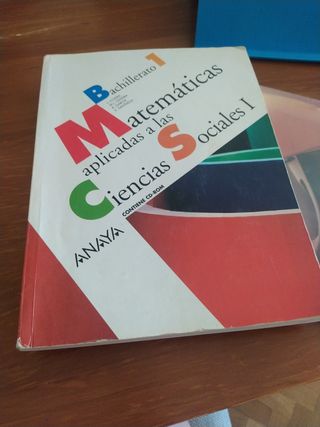 Bachillerato 1
Matemáticas
aplicadas a las
Ciencias Sociales I
CONTIENE CD-ROM
ANAYA